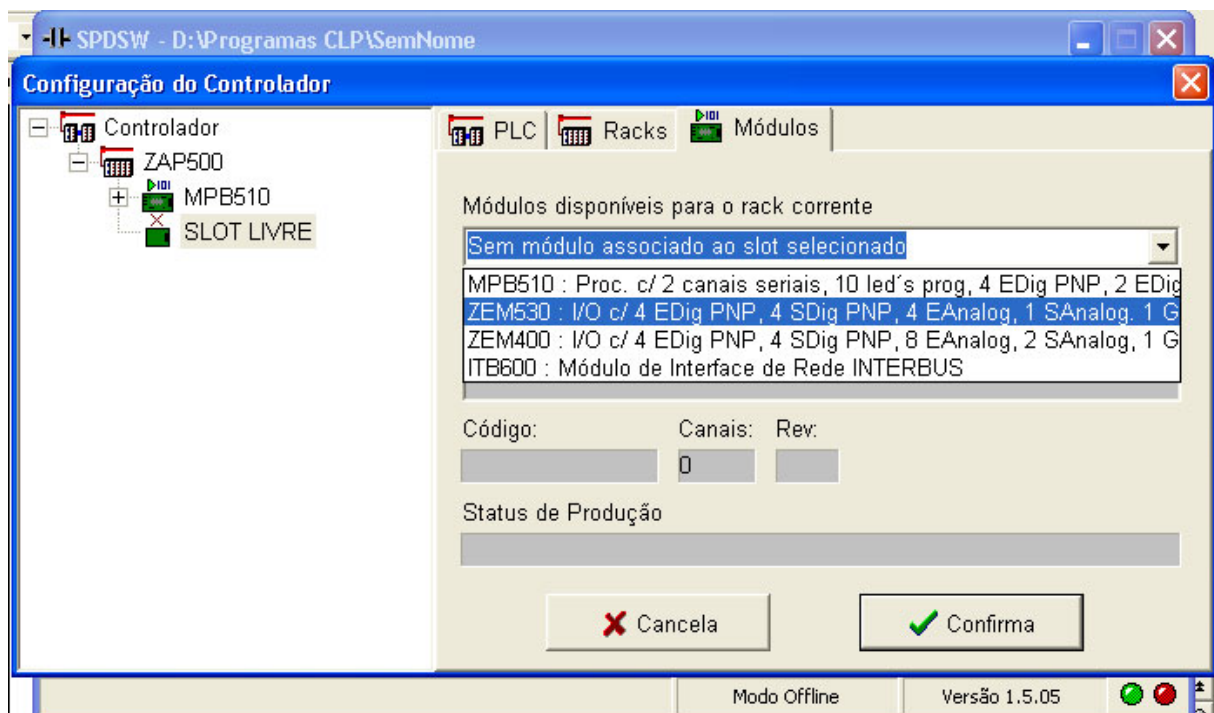 SPDSW - D:\Programas CLP\SemNome
Configuração do Controlador
Controlador
ZAP500
MPB510
SLOT LIVRE
PLC
Racks
Módulos
Módulos disponíveis para o rack corrente
Sem módulo associado ao slot selecionado
MPB510 : Proc. c/ 2 canais seriais, 10 led´s prog, 4 EDig PNP, 2 EDig
ZEM530 : I/O c/ 4 EDig PNP, 4 SDig PNP, 4 EAnalog, 1 SAnalog. 1 G
ZEM400 : I/O c/ 4 EDig PNP, 4 SDig PNP, 8 EAnalog, 2 SAnalog, 1 G
ITB600 : Módulo de Interface de Rede INTERBUS
Código: Canais: Rev:
0
Status de Produção
Cancela Confirma
Modo Offline Versão 1.5.05